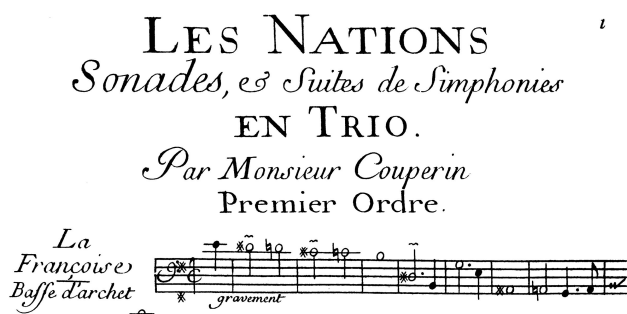 1
LES NATIONS
Sonades, & Suites de Simphonies
EN TRIO.
Par Monsieur Couperin
Premier Ordre.
La
Françoise
Basse d'archet
gravement